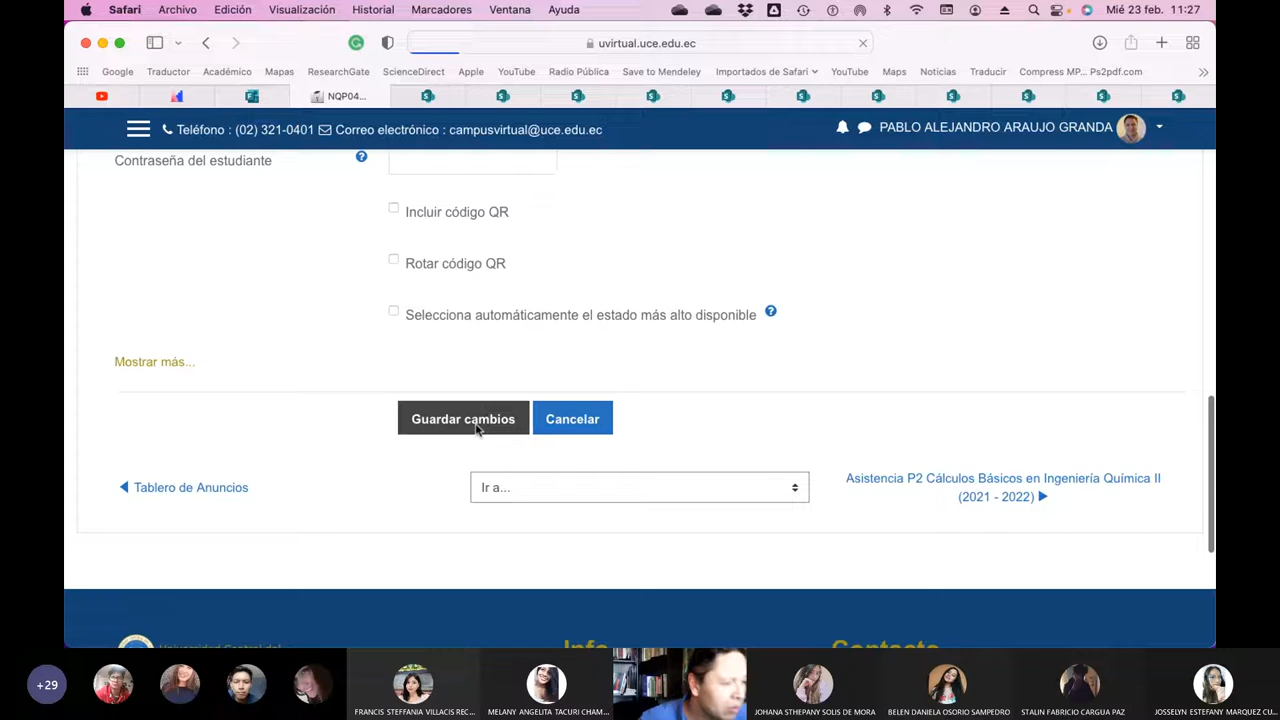 Safari Archivo Edición Visualización Historial Marcadores Ventana Ayuda Mié 23 feb. 11:27
uvirtual.uce.edu.ec
Google Traductor Académico Mapas ResearchGate ScienceDirect Apple YouTube Radio Pública Save to Mendeley Importados de Safari YouTube Maps Noticias Traducir Compress MP... Ps2pdf.com
NQP04...
Teléfono : (02) 321-0401 Correo electrónico : campusvirtual@uce.edu.ec PABLO ALEJANDRO ARAUJO GRANDA
Contraseña del estudiante
Incluir código QR
Rotar código QR
Selecciona automáticamente el estado más alto disponible
Mostrar más...
Guardar cambios Cancelar
Tablero de Anuncios
Ir a...
Asistencia P2 Cálculos Básicos en Ingeniería Química II
(2021 - 2022)
Universidad Central del
Info
Contacto
+29
FRANCIS STEFFANIA VILLACIS REC...
MELANY ANGELITA TACURI CHAM...
JOHANA STHEPANY SOLIS DE MORA
BELEN DANIELA OSORIO SAMPEDRO
STALIN FABRICIO CARGUA PAZ
JOSSELYN ESTEFANY MARQUEZ CU...